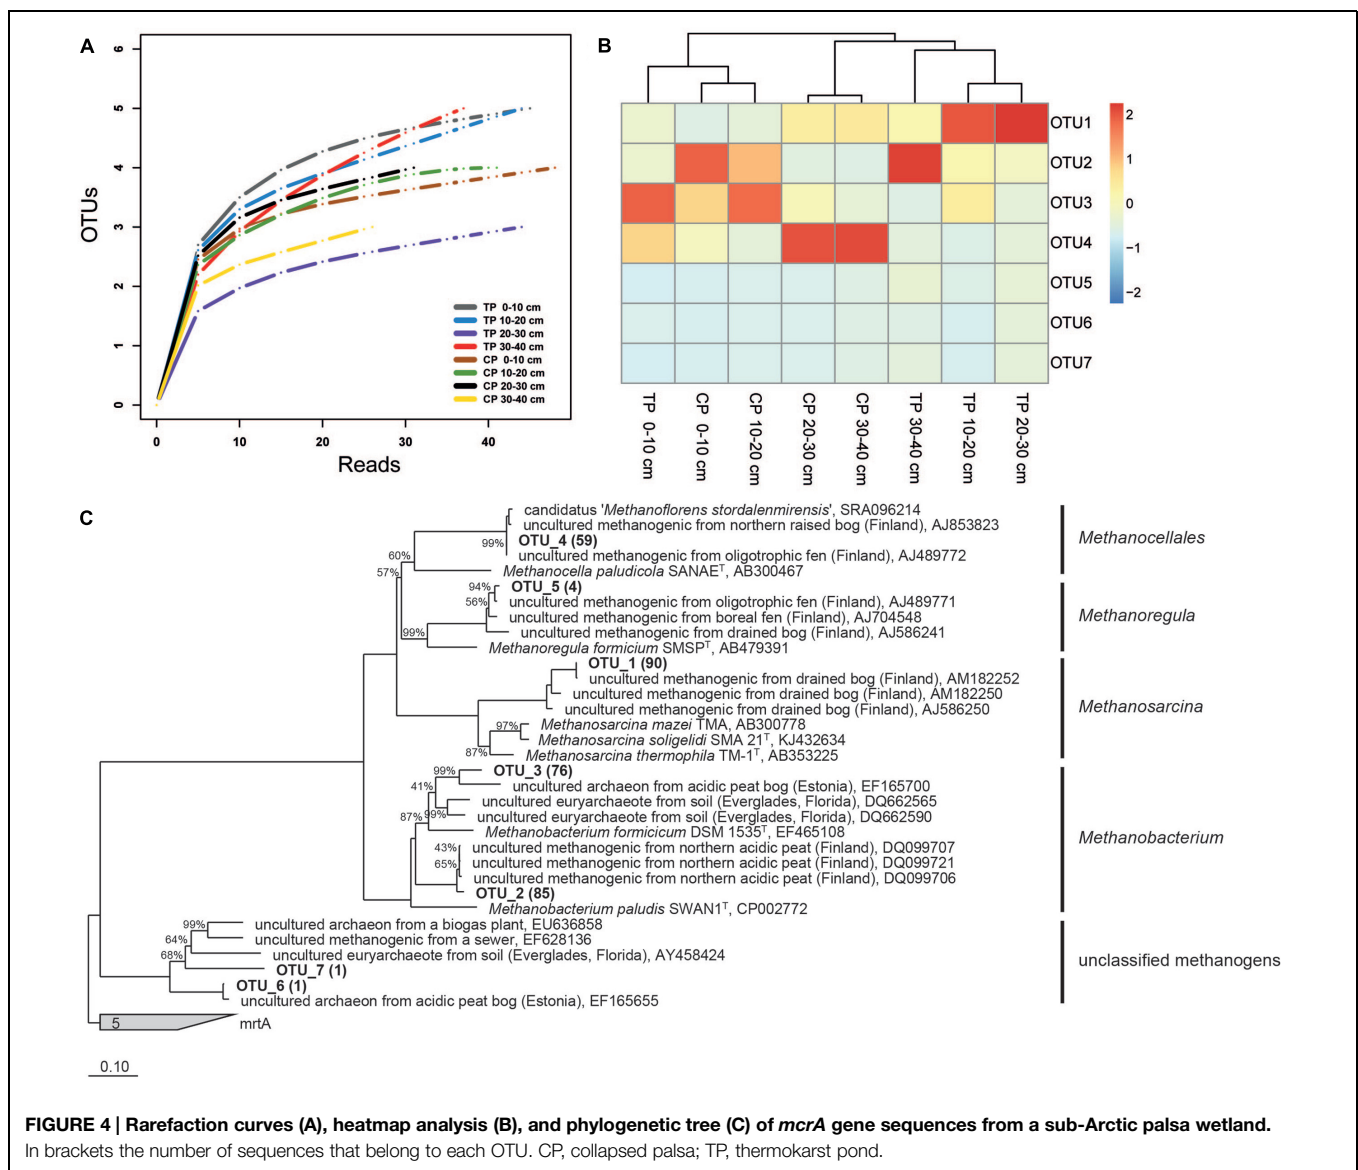 A
6
5
4
3
2
1
0
OTUs
0
10
20
30
40
Reads
TP 0-10 cm
TP 10-20 cm
TP 20-30 cm
TP 30-40 cm
CP 0-10 cm
CP 10-20 cm
CP 20-30 cm
CP 30-40 cm
B
OTU1
OTU2
OTU3
OTU4
OTU5
OTU6
OTU7
TP 0-10 cm
CP 0-10 cm
CP 10-20 cm
CP 20-30 cm
CP 30-40 cm
TP 30-40 cm
TP 10-20 cm
TP 20-30 cm
2
1
0
−1
−2
C
candidatus 'Methanoflorens stordalenmirensis', SRA096214
uncultured methanogenic from northern raised bog (Finland), AJ853823
99%
OTU_4 (59)
uncultured methanogenic from oligotrophic fen (Finland), AJ489772
60%
Methanocella paludicola SANAE^T, AB300467
57%
Methanocellales
94%
OTU_5 (4)
56%
uncultured methanogenic from oligotrophic fen (Finland), AJ489771
uncultured methanogenic from boreal fen (Finland), AJ704548
99%
uncultured methanogenic from drained bog (Finland), AJ586241
Methanoregula formicium SMSP^T, AB479391
Methanoregula
OTU_1 (90)
uncultured methanogenic from drained bog (Finland), AM182252
uncultured methanogenic from drained bog (Finland), AM182250
uncultured methanogenic from drained bog (Finland), AJ586250
97%
Methanosarcina mazei TMA, AB300778
Methanosarcina soligelidi SMA 21^T, KJ432634
87%
Methanosarcina thermophila TM-1^T, AB353225
Methanosarcina
99%
OTU_3 (76)
41%
uncultured archaeon from acidic peat bog (Estonia), EF165700
uncultured euryarchaeote from soil (Everglades, Florida), DQ662565
87%
99%
uncultured euryarchaeote from soil (Everglades, Florida), DQ662590
Methanobacterium formicicum DSM 1535^T, EF465108
43%
uncultured methanogenic from northern acidic peat (Finland), DQ099707
65%
uncultured methanogenic from northern acidic peat (Finland), DQ099721
uncultured methanogenic from northern acidic peat (Finland), DQ099706
OTU_2 (85)
Methanobacterium paludis SWAN1^T, CP002772
Methanobacterium
99%
uncultured archaeon from a biogas plant, EU636858
64%
uncultured methanogenic from a sewer, EF628136
68%
uncultured euryarchaeote from soil (Everglades, Florida), AY458424
OTU_7 (1)
OTU_6 (1)
uncultured archaeon from acidic peat bog (Estonia), EF165655
unclassified methanogens
5
mrtA
0.10
FIGURE 4 | Rarefaction curves (A), heatmap analysis (B), and phylogenetic tree (C) of mcrA gene sequences from a sub-Arctic palsa wetland.
In brackets the number of sequences that belong to each OTU. CP, collapsed palsa; TP, thermokarst pond.